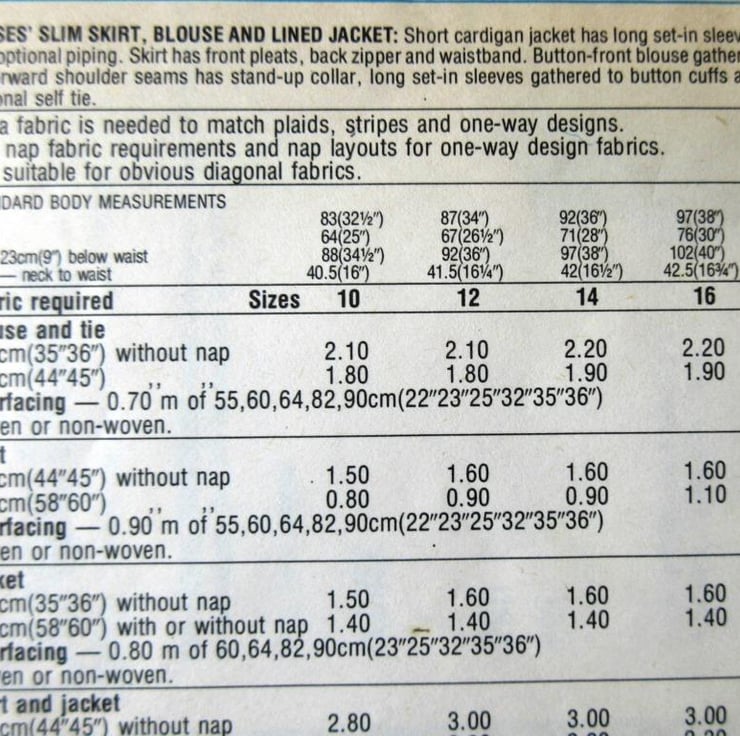 SES' SLIM SKIRT, BLOUSE AND LINED JACKET: Short cardigan jacket has long set-in sleev
optional piping. Skirt has front pleats, back zipper and waistband. Button-front blouse gather
rward shoulder seams has stand-up collar, long set-in sleeves gathered to button cuffs a
onal self tie.
a fabric is needed to match plaids, stripes and one-way designs.
nap fabric requirements and nap layouts for one-way design fabrics.
suitable for obvious diagonal fabrics.
DARD BODY MEASUREMENTS
83(32½") 87(34") 92(36") 97(38")
64(25") 67(26½") 71(28") 76(30")
23cm(9") below waist 88(34½") 92(36") 97(38") 102(40")
— neck to waist 40.5(16") 41.5(16¼") 42(16½") 42.5(16¾")
ric required Sizes 10 12 14 16
use and tie
cm(35"36") without nap 2.10 2.10 2.20 2.20
cm(44"45") ,, ,, 1.80 1.80 1.90 1.90
rfacing — 0.70 m of 55,60,64,82,90cm(22"23"25"32"35"36")
en or non-woven.
t
cm(44"45") without nap 1.50 1.60 1.60 1.60
cm(58"60") ,, ,, 0.80 0.90 0.90 1.10
rfacing — 0.90 m of 55,60,64,82,90cm(22"23"25"32"35"36")
en or non-woven.
ket
cm(35"36") without nap 1.50 1.60 1.60 1.60
cm(58"60") with or without nap 1.40 1.40 1.40 1.40
rfacing — 0.80 m of 60,64,82,90cm(23"25"32"35"36")
en or non-woven.
t and jacket
cm(44"45") without nap 2.80 3.00 3.00 3.00